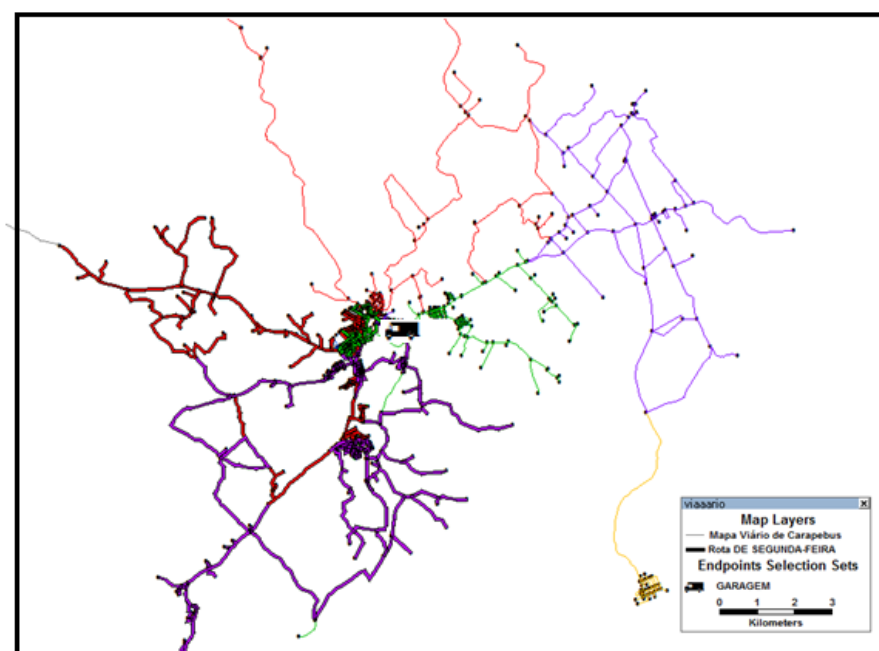 viaaario
Map Layers
Mapa Viário de Carapebus
Rota DE SEGUNDA-FEIRA
Endpoints Selection Sets
GARAGEM
0 1 2 3
Kilometers